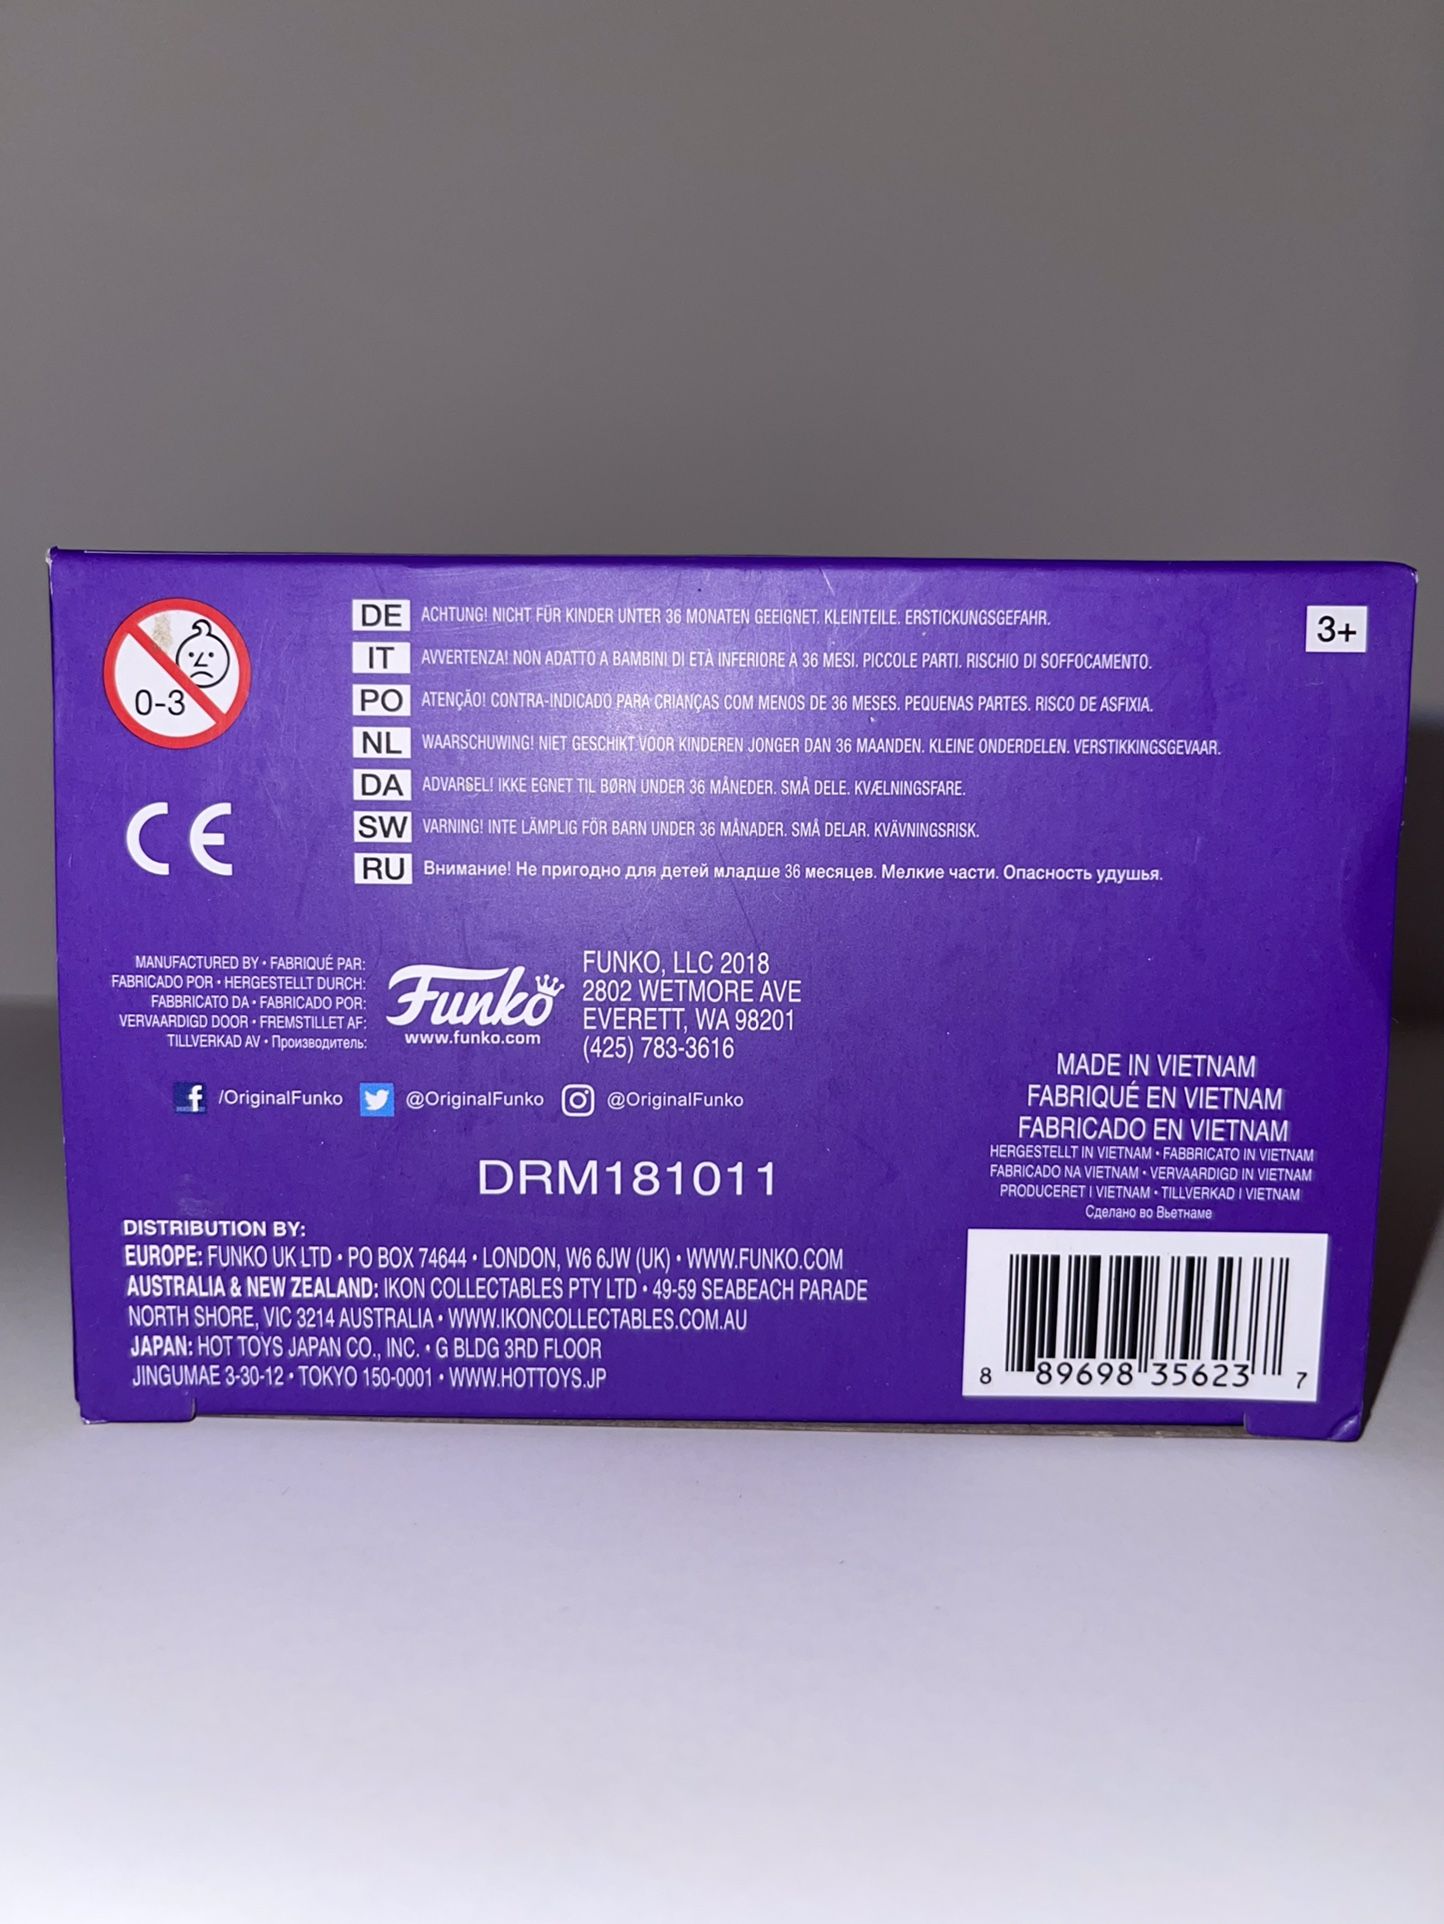 0-3
DE ACHTUNG! NICHT FÜR KINDER UNTER 36 MONATEN GEEIGNET. KLEINTEILE. ERSTICKUNGSGEFAHR.
3+
IT AVVERTENZA! NON ADATTO A BAMBINI DI ETÀ INFERIORE A 36 MESI. PICCOLE PARTI. RISCHIO DI SOFFOCAMENTO.
PO ATENÇÃO! CONTRA-INDICADO PARA CRIANÇAS COM MENOS DE 36 MESES. PEQUENAS PARTES. RISCO DE ASFIXIA.
NL WAARSCHUWING! NIET GESCHIKT VOOR KINDEREN JONGER DAN 36 MAANDEN. KLEINE ONDERDELEN. VERSTIKKINGSGEVAAR.
DA ADVARSEL! IKKE EGNET TIL BØRN UNDER 36 MÅNEDER. SMÅ DELE. KVÆLNINGSFARE.
SW VARNING! INTE LÄMPLIG FÖR BARN UNDER 36 MÅNADER. SMÅ DELAR. KVÄVNINGSRISK.
RU Внимание! Не пригодно для детей младше 36 месяцев. Мелкие части. Опасность удушья.
CE
MANUFACTURED BY • FABRIQUÉ PAR:
FABRICADO POR • HERGESTELLT DURCH:
FABBRICATO DA • FABRICADO POR:
VERVAARDIGD DOOR • FREMSTILLET AF:
TILLVERKAD AV • Производитель:
Funko
www.funko.com
FUNKO, LLC 2018
2802 WETMORE AVE
EVERETT, WA 98201
(425) 783-3616
/OriginalFunko @OriginalFunko @OriginalFunko
MADE IN VIETNAM
FABRIQUÉ EN VIETNAM
FABRICADO EN VIETNAM
HERGESTELLT IN VIETNAM • FABBRICATO IN VIETNAM
FABRICADO NA VIETNAM • VERVAARDIGD IN VIETNAM
PRODUCERET I VIETNAM • TILLVERKAD I VIETNAM
Сделано во Вьетнаме
DRM181011
DISTRIBUTION BY:
EUROPE: FUNKO UK LTD • PO BOX 74644 • LONDON, W6 6JW (UK) • WWW.FUNKO.COM
AUSTRALIA & NEW ZEALAND: IKON COLLECTABLES PTY LTD • 49-59 SEABEACH PARADE
NORTH SHORE, VIC 3214 AUSTRALIA • WWW.IKONCOLLECTABLES.COM.AU
JAPAN: HOT TOYS JAPAN CO., INC. • G BLDG 3RD FLOOR
JINGUMAE 3-30-12 • TOKYO 150-0001 • WWW.HOTTOYS.JP
8 89698 35623 7